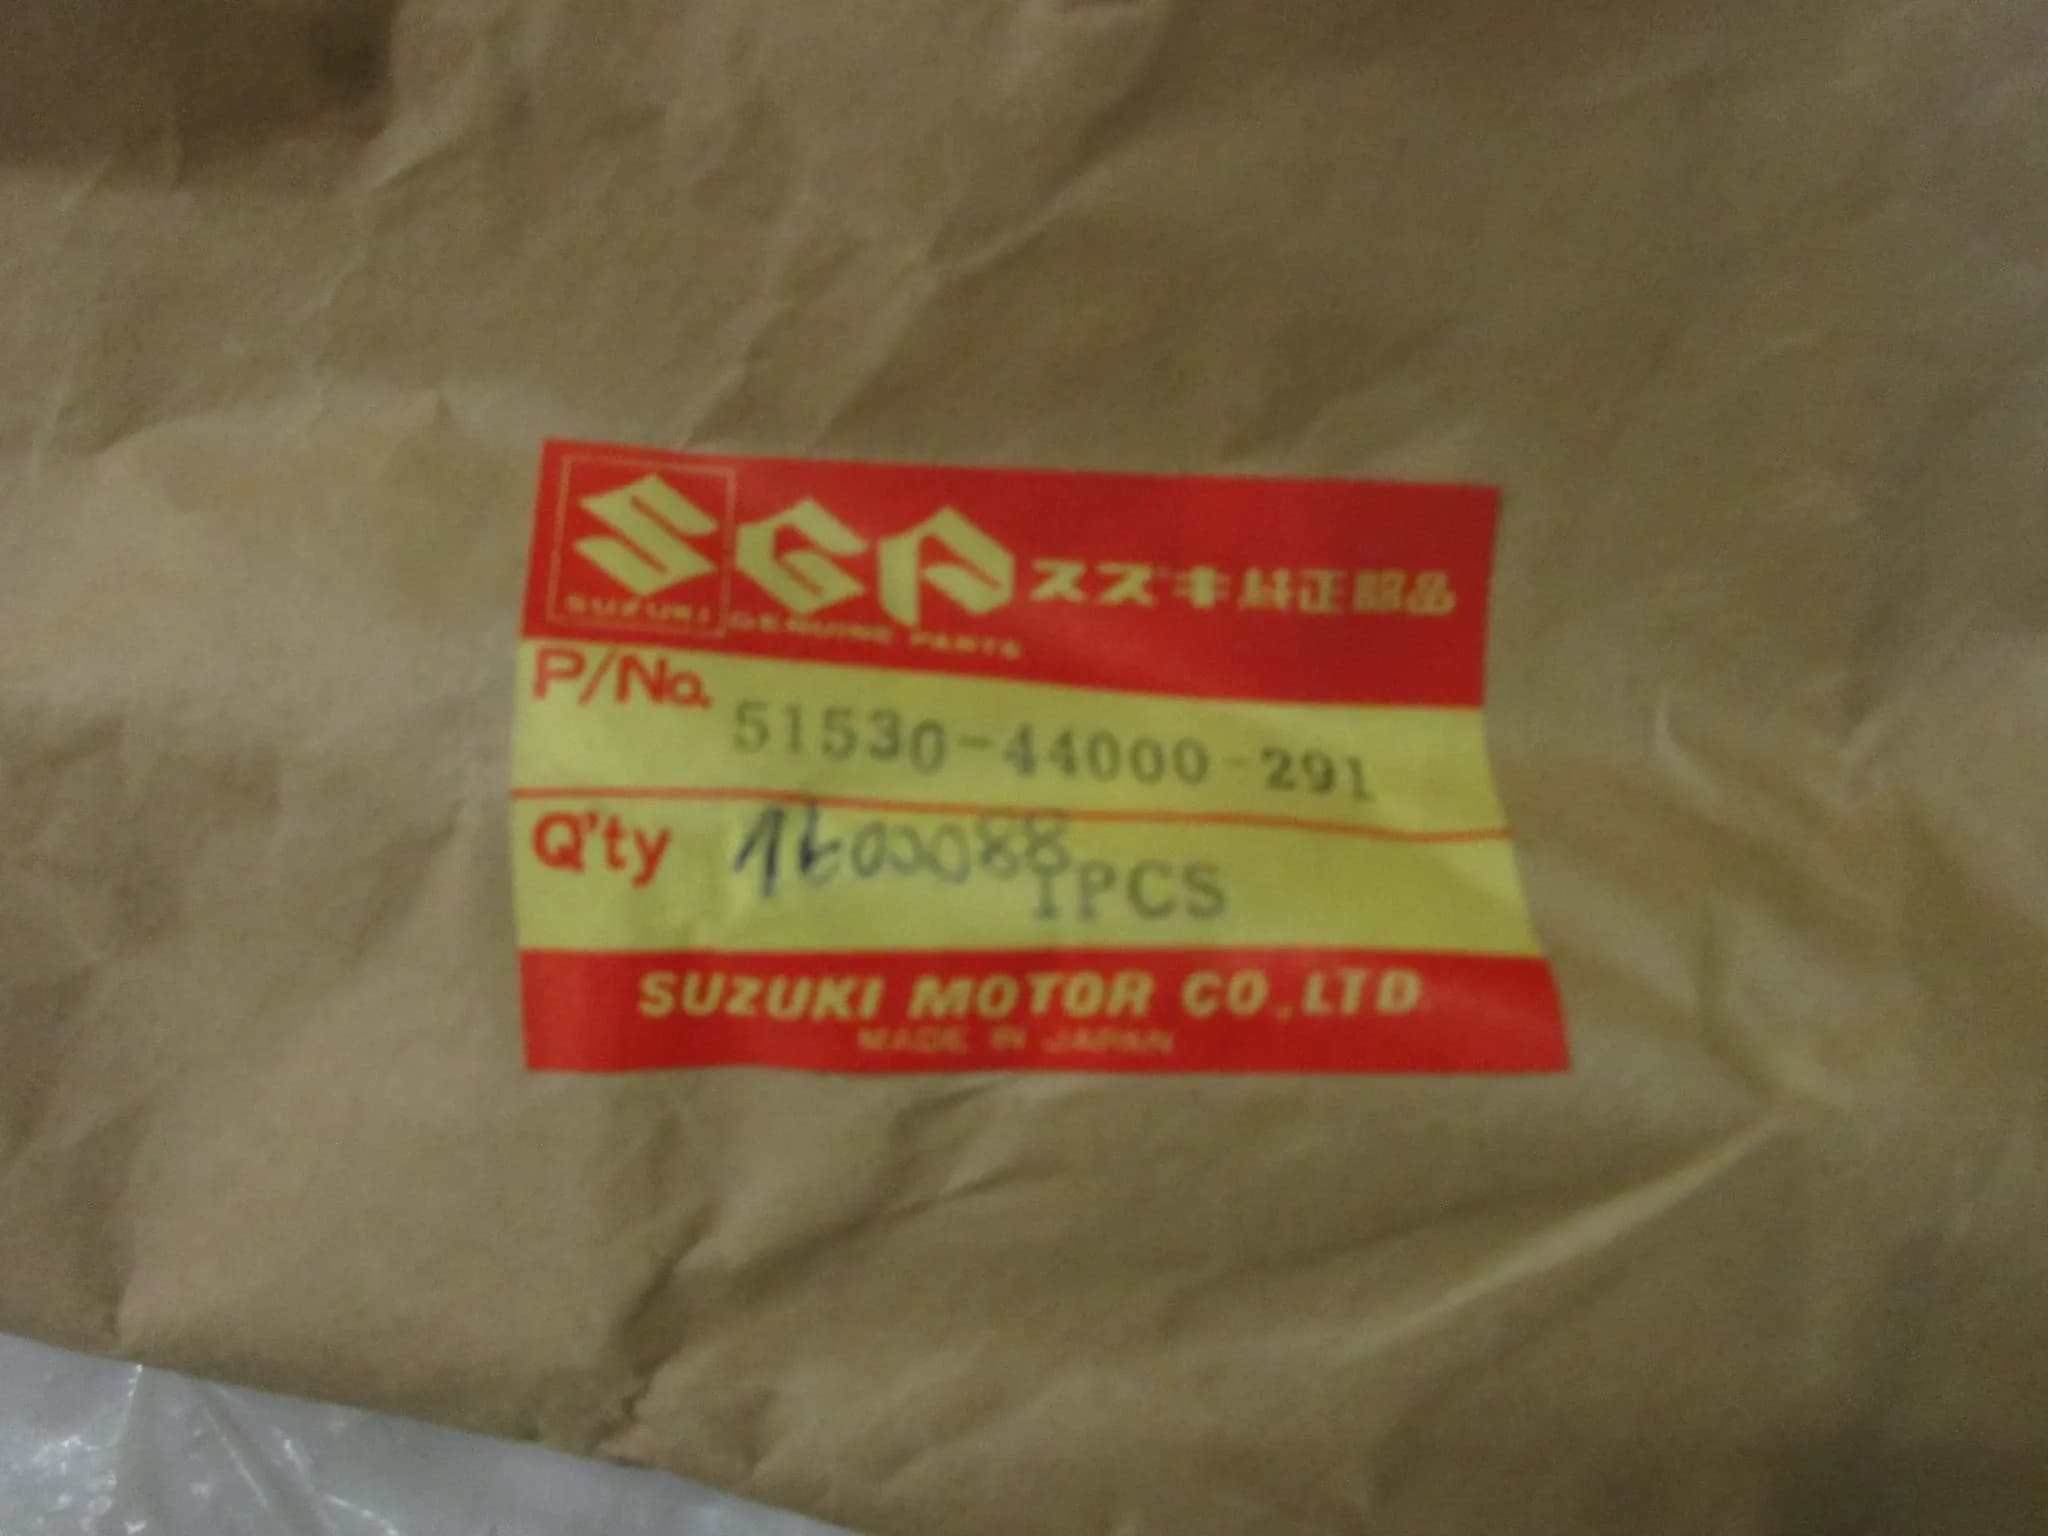 SGP スズキ純正部品
SUZUKI GENUINE PARTS
P/No. 51530-44000-291
Q'ty 1600088 1PCS
SUZUKI MOTOR CO.,LTD.
MADE IN JAPAN